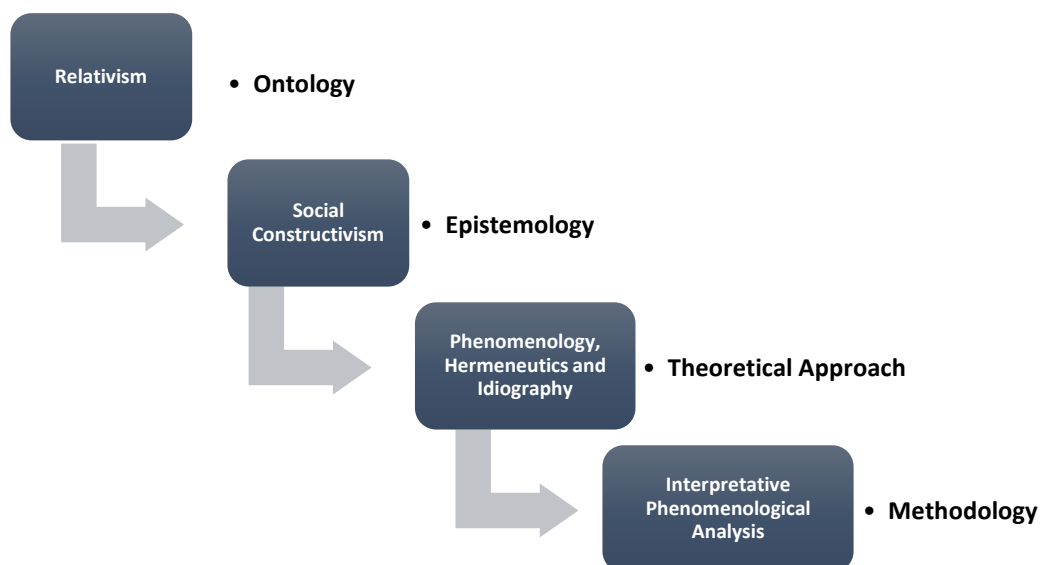 Relativism
• Ontology
Social
Constructivism
• Epistemology
Phenomenology,
Hermeneutics and
Idiography
• Theoretical Approach
Interpretative
Phenomenological
Analysis
• Methodology